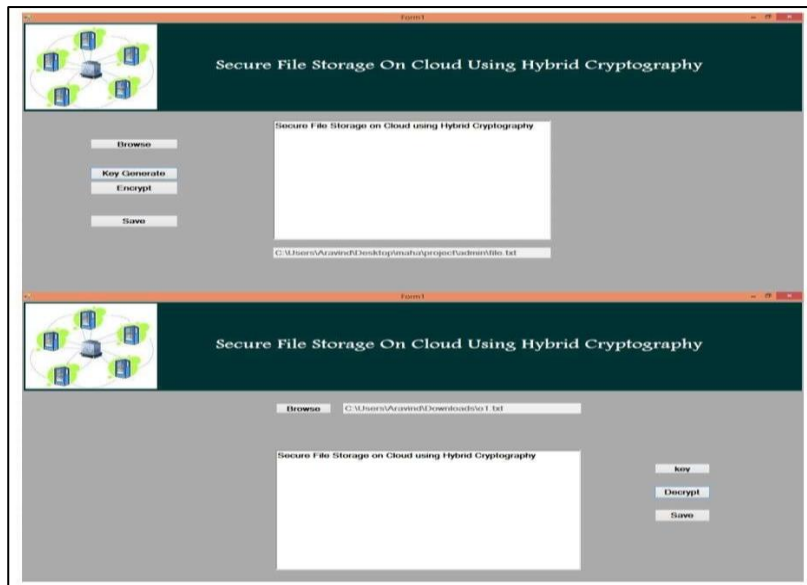 Form1
Secure File Storage On Cloud Using Hybrid Cryptography
Secure File Storage on Cloud using Hybrid Cryptography
Browse
Key Generate
Encrypt
Save
C:\Users\Aravind\Desktop\maha\project\admin\file.txt
Form1
Secure File Storage On Cloud Using Hybrid Cryptography
Browse C:\Users\Aravind\Downloads\o1.txt
Secure File Storage on Cloud using Hybrid Cryptography
key
Decrypt
Save